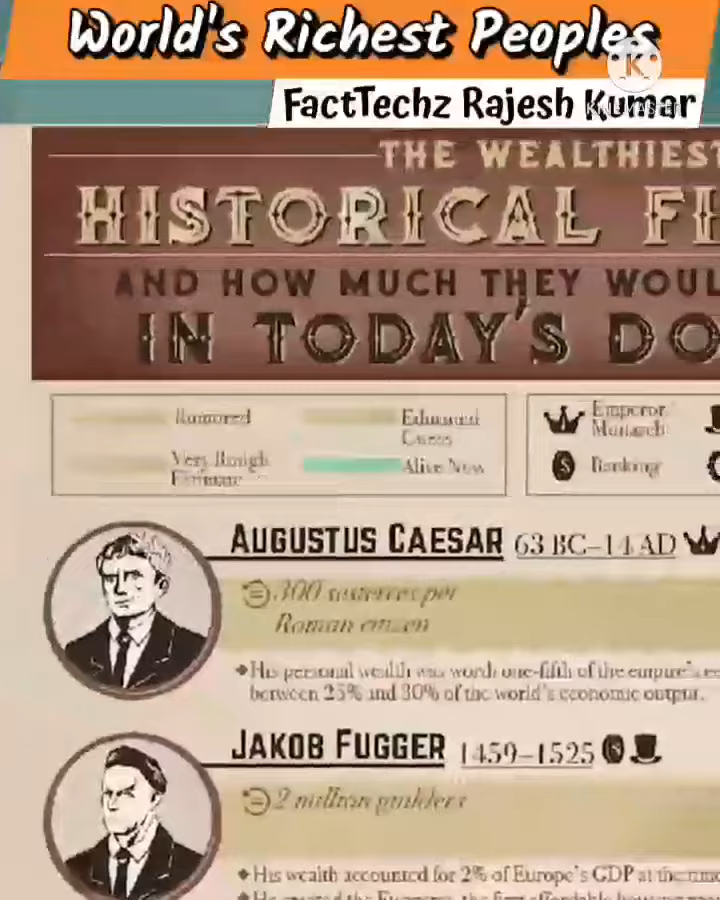 World's Richest Peoples
FactTechz Rajesh Kumar
KINEMASTER
THE WEALTHIEST
HISTORICAL FI
AND HOW MUCH THEY WOUL
IN TODAY'S DO
Rumored
Educated
Guess
Very Rough
Estimate
Alive Now
Emperor
Monarch
Banking
AUGUSTUS CAESAR 63 BC–14 AD
300 sesterces per
Roman citizen
His personal wealth was worth one-fifth of the empire's
between 25% and 30% of the world's economic output.
JAKOB FUGGER 1459–1525
2 million guilders
His wealth accounted for 2% of Europe's GDP at the time